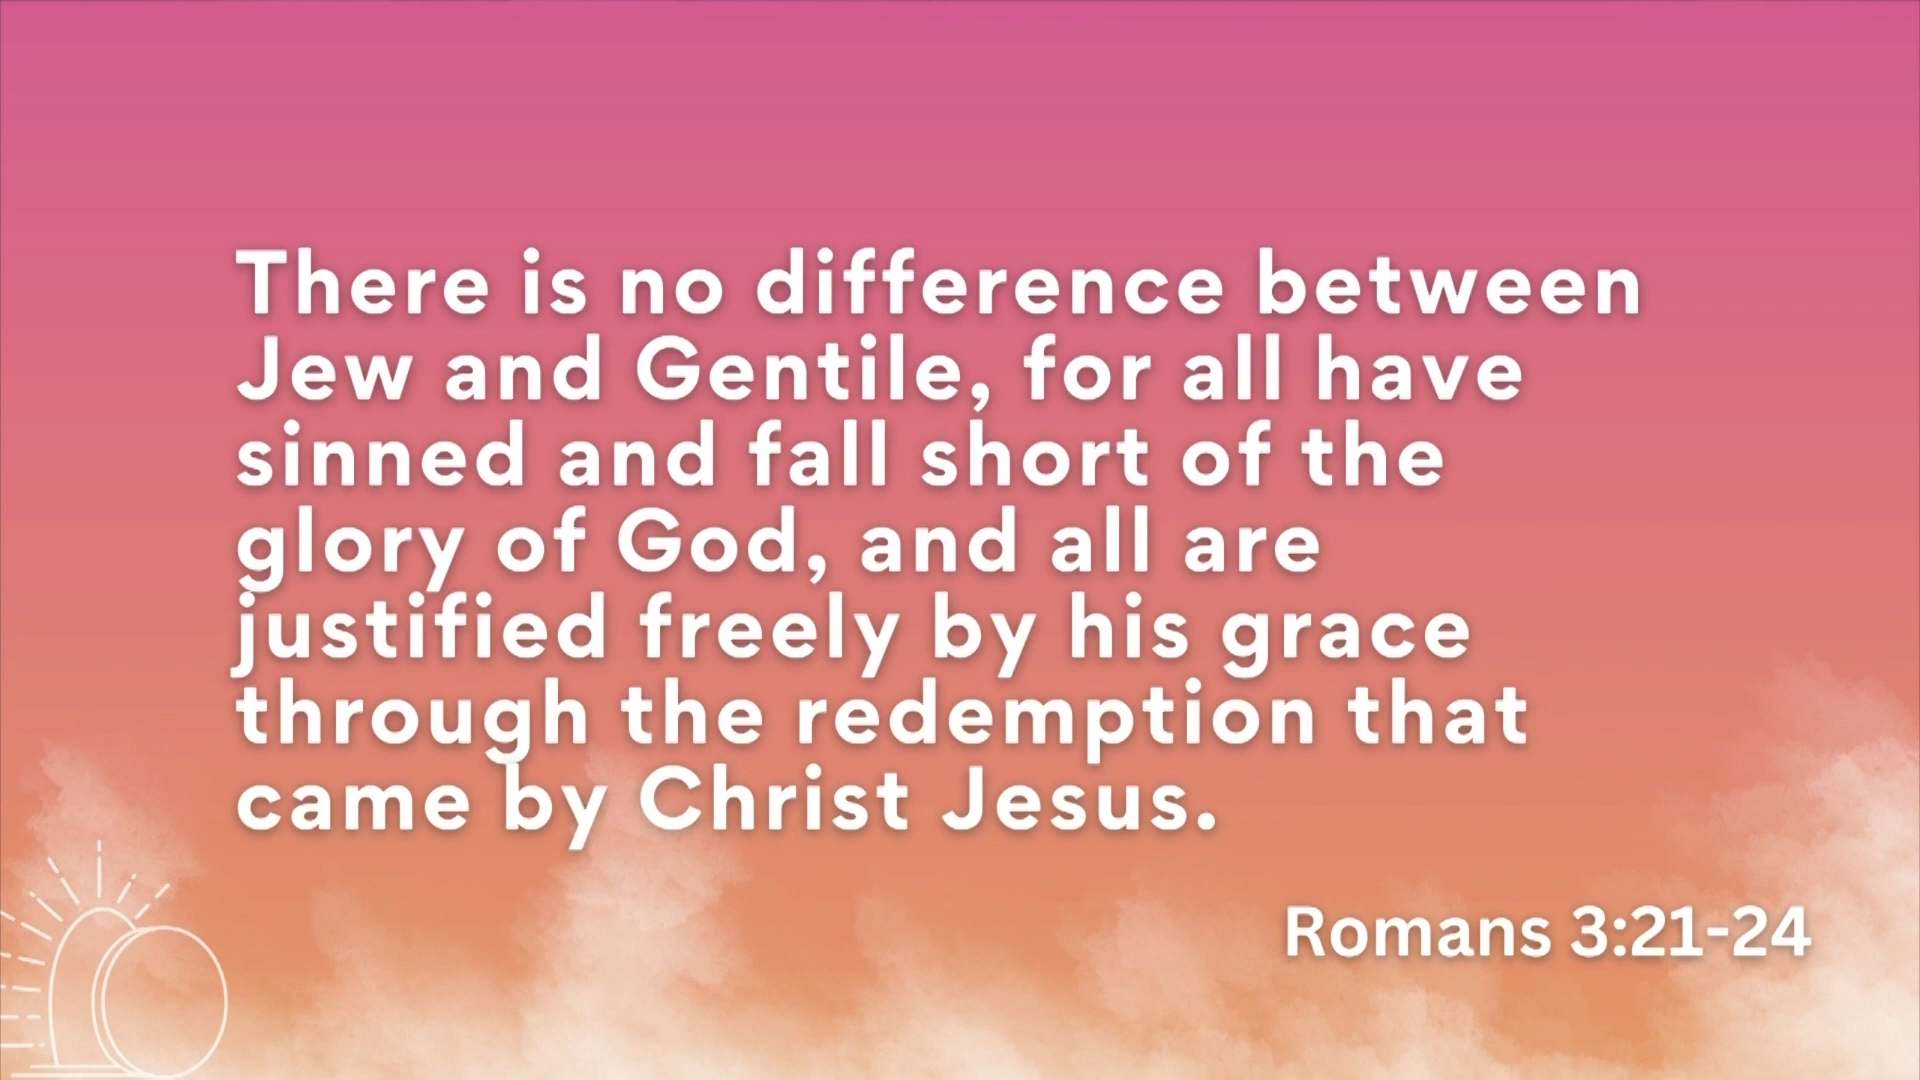 There is no difference between
Jew and Gentile, for all have
sinned and fall short of the
glory of God, and all are
justified freely by his grace
through the redemption that
came by Christ Jesus.
Romans 3:21-24